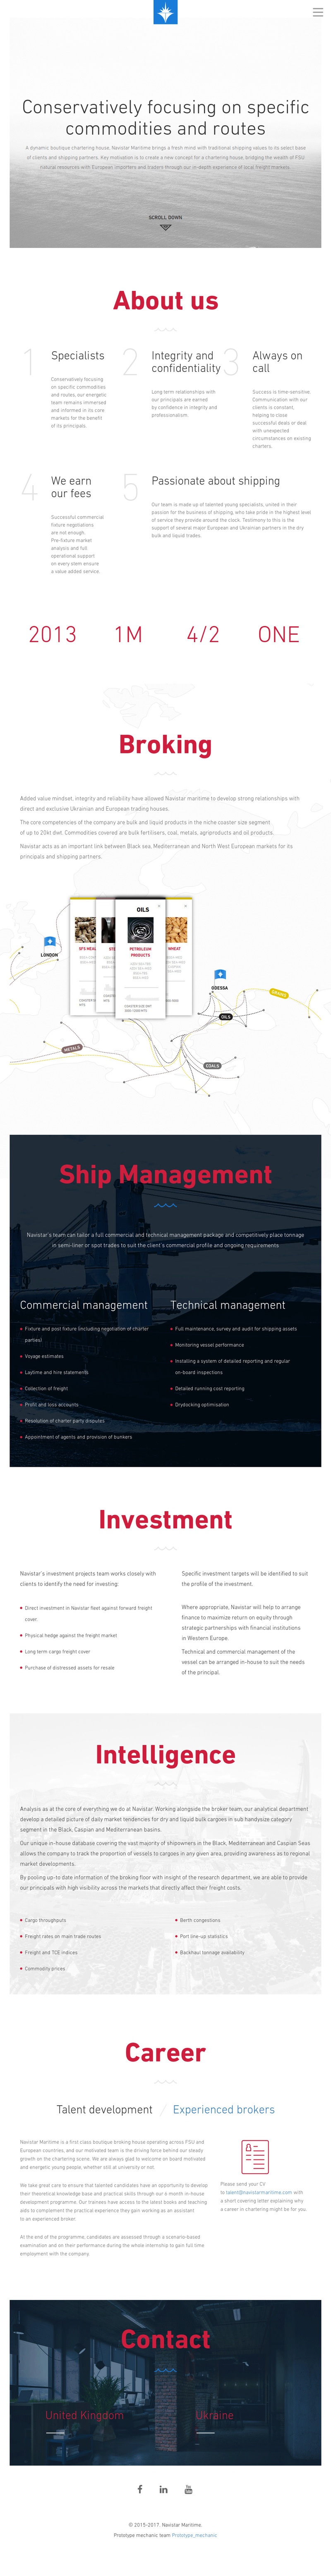 Conservatively focusing on specific
commodities and routes
A dynamic boutique chartering house, Navistar Maritime brings a fresh mind with traditional shipping values to its select base
of clients and shipping partners. Key motivation is to create a new concept for a chartering house, bridging the wealth of FSU
natural resources with European importers and traders through our in-depth experience of local freight markets.
SCROLL DOWN
About us
1
Specialists
Conservatively focusing
on specific commodities
and routes, our energetic
team remains immersed
and informed in its core
markets for the benefit
of its principals.
2
Integrity and
confidentiality
Long term relationships with
our principals are earned
by confidence in integrity and
professionalism.
3
Always on
call
Success is time-sensitive.
Communication with our
clients is constant,
helping to close
successful deals or deal
with unexpected
circumstances on existing
charters.
4
We earn
our fees
Successful commercial
fixture negotiations
are not enough.
Pre-fixture market
analysis and full
operational support
on every stem ensure
a value added service.
5
Passionate about shipping
Our team is made up of talented young specialists, united in their
passion for the business of shipping, who take pride in the highest level
of service they provide around the clock. Testimony to this is the
support of several major European and Ukrainian partners in the dry
bulk and liquid trades.
2013
1M
4/2
ONE
Broking
Added value mindset, integrity and reliability have allowed Navistar maritime to develop strong relationships with
direct and exclusive Ukrainian and European trading houses.
The core competencies of the company are bulk and liquid products in the niche coaster size segment
of up to 20kt dwt. Commodities covered are bulk fertilisers, coal, metals, agriproducts and oil products.
Navistar acts as an important link between Black sea, Mediterranean and North West European markets for its
principals and shipping partners.
OILS
SFS MEAL
PETROLEUM
PRODUCTS
WHEAT
LONDON
ODESSA
OILS
METALS
COALS
Ship Management
Navistar's team can tailor a full commercial and technical management package and competitively place tonnage
in semi-liner or spot trades to suit the client's commercial profile and ongoing requirements
Commercial management
Fixture and post fixture (including negotiation of charter
parties)
Voyage estimates
Laytime and hire statements
Collection of freight
Profit and loss accounts
Resolution of charter party disputes
Appointment of agents and provision of bunkers
Technical management
Full maintenance, survey and audit for shipping assets
Monitoring vessel performance
Installing a system of detailed reporting and regular
on-board inspections
Detailed running cost reporting
Drydocking optimisation
Investment
Navistar's investment projects team works closely with
clients to identify the need for investing:
Direct investment in Navistar fleet against forward freight
cover.
Physical hedge against the freight market
Long term cargo freight cover
Purchase of distressed assets for resale
Specific investment targets will be identified to suit
the profile of the investment.
Where appropriate, Navistar will help to arrange
finance to maximize return on equity through
strategic partnerships with financial institutions
in Western Europe.
Technical and commercial management of the
vessel can be arranged in-house to suit the needs
of the principal.
Intelligence
Analysis as at the core of everything we do at Navistar. Working alongside the broker team, our analytical department
develop a detailed picture of daily market tendencies for dry and liquid bulk cargoes in sub handysize category
segment in the Black, Caspian and Mediterranean basins.
Our unique in-house database covering the vast majority of shipowners in the Black, Mediterranean and Caspian Seas
allows the company to track the proportion of vessels to cargoes in any given area, providing awareness as to regional
market developments.
By pooling up-to date information of the broking floor with insight of the research department, we are able to provide
our principals with high visibility across the markets that directly affect their freight costs.
Cargo throughputs
Freight rates on main trade routes
Freight and TCE indices
Commodity prices
Berth congestions
Port line-up statistics
Backhaul tonnage availability
Career
Talent development / Experienced brokers
Navistar Maritime is a first class boutique broking house operating across FSU and
European countries, and our motivated team is the driving force behind our steady
growth on the chartering scene. We are always glad to welcome on board motivated
and energetic young people, whether still at university or not.
We take great care to ensure that talented candidates have an opportunity to develop
their theoretical knowledge base and practical skills through our 6 month in-house
development programme. Our trainees have access to the latest books and teaching
aids to complement the practical experience they gain working as an assistant
to an experienced broker.
At the end of the programme, candidates are assessed through a scenario-based
examination and on their performance during the whole internship to gain full time
employment with the company.
Please send your CV
to talent@navistarmaritime.com with
a short covering letter explaining why
a career in chartering might be for you.
Contact
United Kingdom
Ukraine
© 2015-2017. Navistar Maritime.
Prototype mechanic team Prototype_mechanic